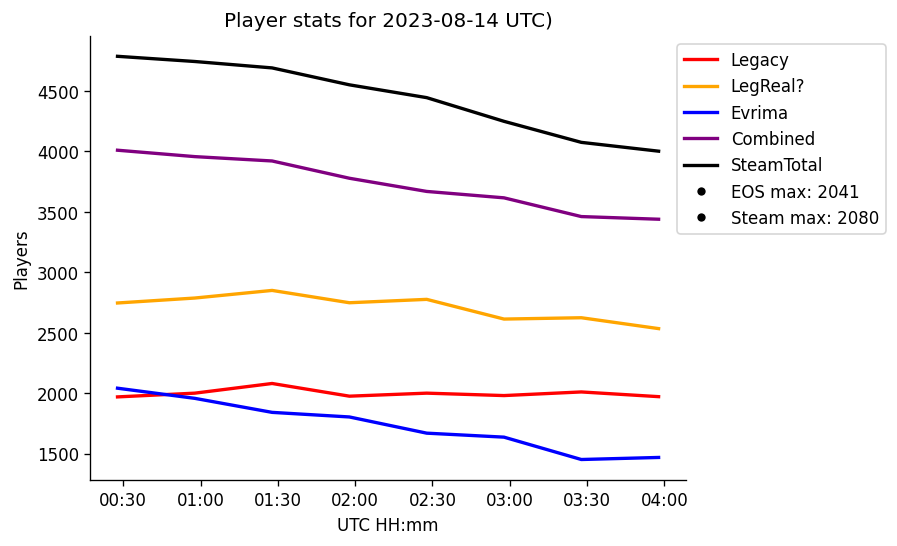 Player stats for 2023-08-14 UTC)
Players
4500
4000
3500
3000
2500
2000
1500
00:30 01:00 01:30 02:00 02:30 03:00 03:30 04:00
UTC HH:mm
Legacy
LegReal?
Evrima
Combined
SteamTotal
EOS max: 2041
Steam max: 2080